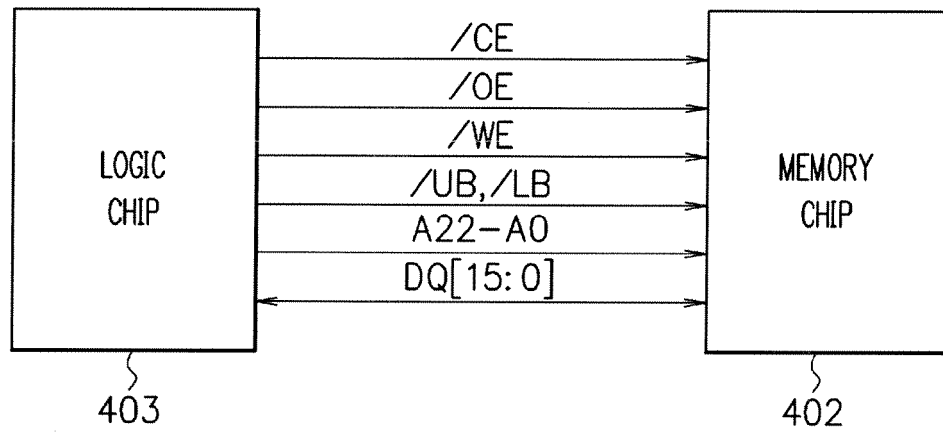 /CE
/OE
/WE
/UB,/LB
A22-A0
DQ[15:0]
LOGIC
CHIP
MEMORY
CHIP
403
402